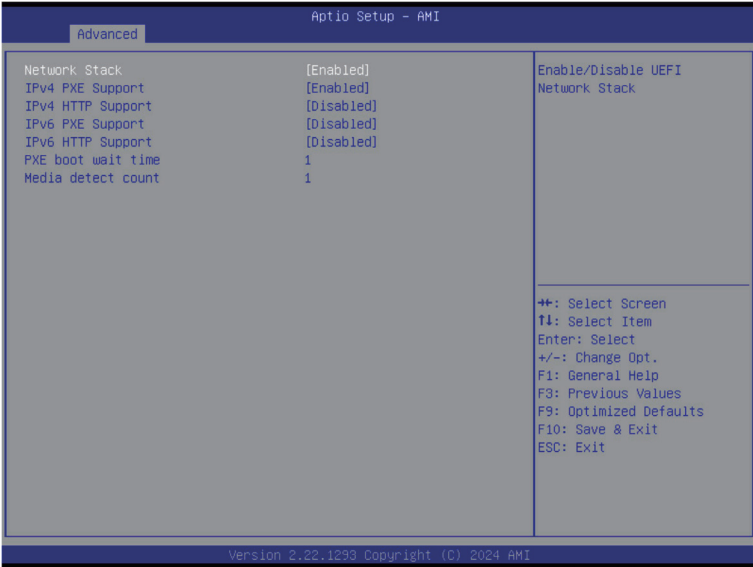 Aptio Setup – AMI
Advanced
Network Stack [Enabled]
IPv4 PXE Support [Enabled]
IPv4 HTTP Support [Disabled]
IPv6 PXE Support [Disabled]
IPv6 HTTP Support [Disabled]
PXE boot wait time 1
Media detect count 1
Enable/Disable UEFI
Network Stack
→←: Select Screen
↑↓: Select Item
Enter: Select
+/-: Change Opt.
F1: General Help
F3: Previous Values
F9: Optimized Defaults
F10: Save & Exit
ESC: Exit
Version 2.22.1293 Copyright (C) 2024 AMI